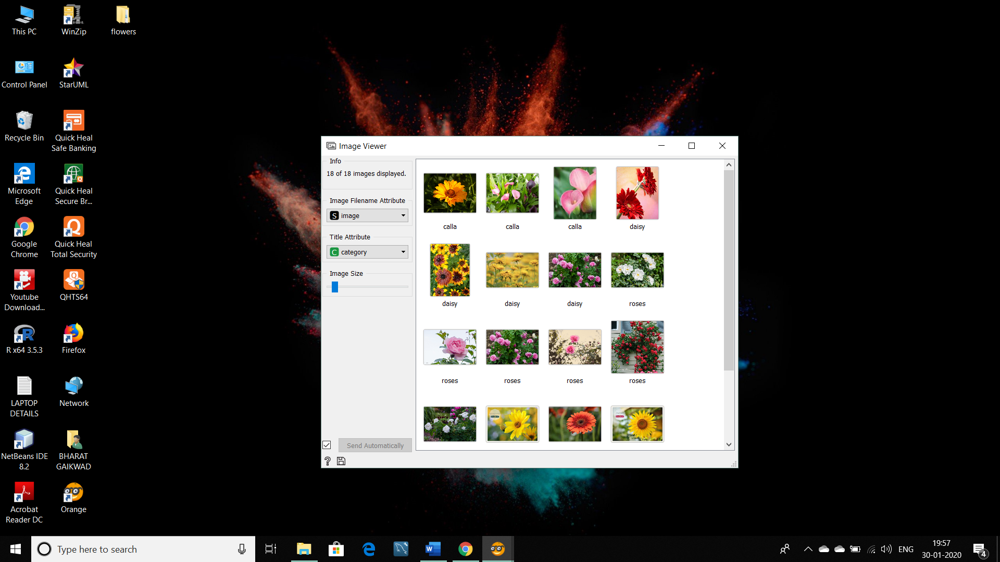 This PC
WinZip
flowers
Control Panel
StarUML
Recycle Bin
Quick Heal
Safe Banking
Microsoft
Edge
Quick Heal
Secure Br...
Google
Chrome
Quick Heal
Total Security
Youtube
Download...
QHTS64
R x64 3.5.3
Firefox
LAPTOP
DETAILS
Network
NetBeans IDE
8.2
BHARAT
GAIKWAD
Acrobat
Reader DC
Orange
Image Viewer
Info
18 of 18 images displayed.
Image Filename Attribute
S image
Title Attribute
C category
Image Size
Send Automatically
?
calla
calla
calla
daisy
daisy
daisy
daisy
roses
roses
roses
roses
roses
Type here to search
ENG
19:57
30-01-2020
4